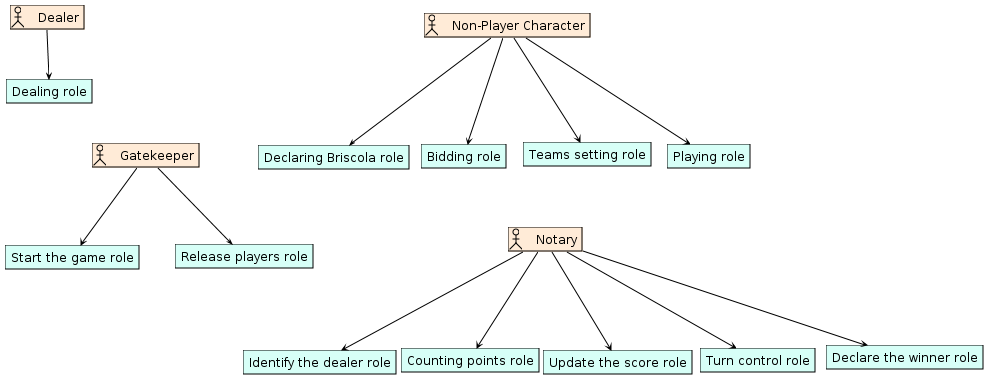 Dealer
Non-Player Character
Dealing role
Declaring Briscola role
Bidding role
Teams setting role
Playing role
Gatekeeper
Start the game role
Release players role
Notary
Identify the dealer role
Counting points role
Update the score role
Turn control role
Declare the winner role